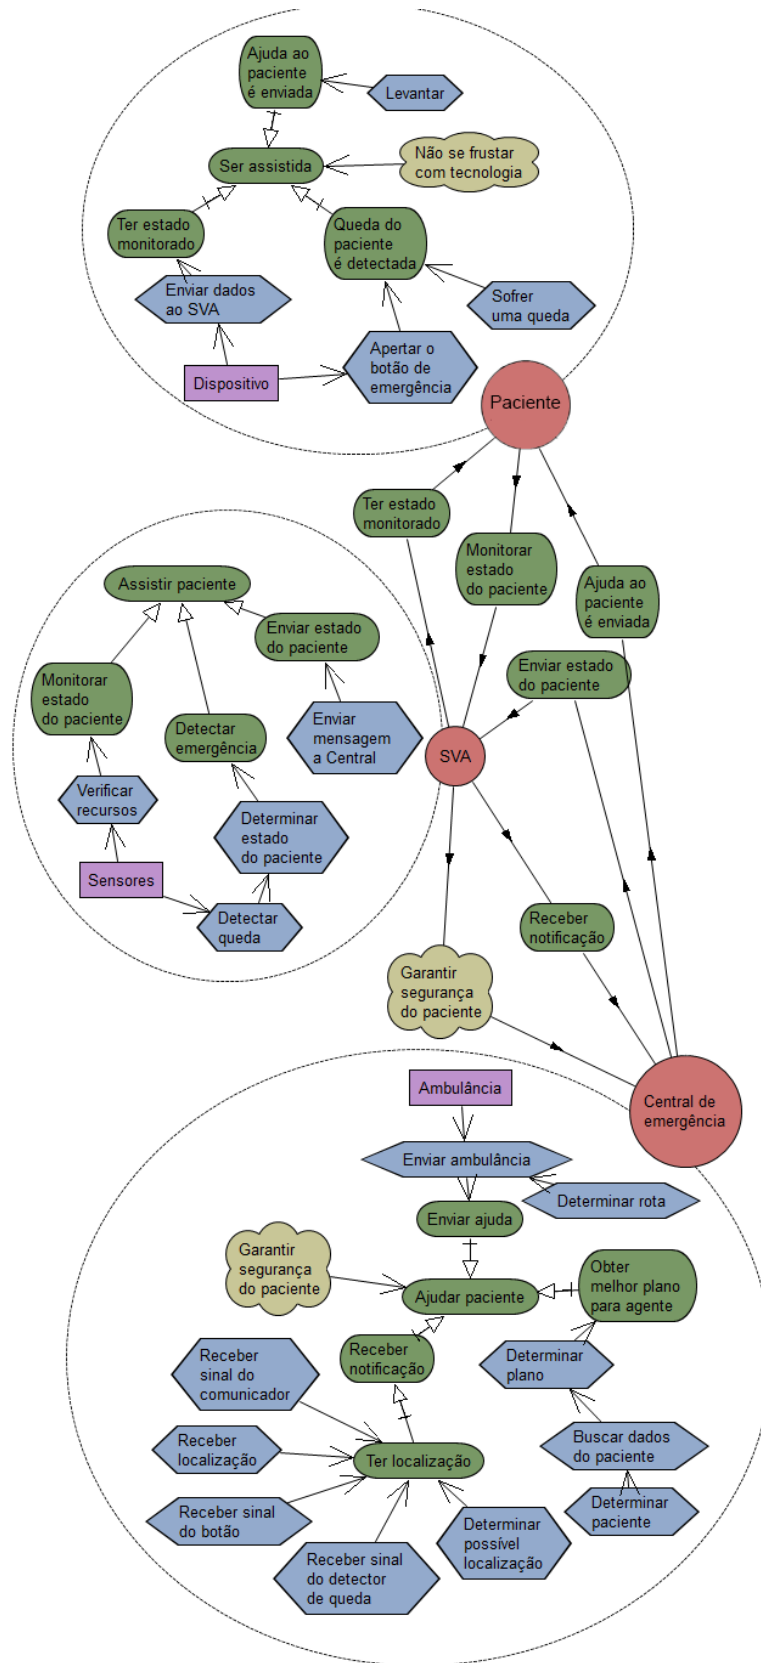 Ajuda ao
paciente
é enviada
Levantar
Ser assistida
Não se frustar
com tecnologia
Ter estado
monitorado
Queda do
paciente
é detectada
Enviar dados
ao SVA
Sofrer
uma queda
Apertar o
botão de
emergência
Dispositivo
Paciente
Ter estado
monitorado
Monitorar
estado
do paciente
Ajuda ao
paciente
é enviada
Enviar estado
do paciente
Assistir paciente
Enviar estado
do paciente
Monitorar
estado
do paciente
Detectar
emergência
Enviar
mensagem
a Central
SVA
Verificar
recursos
Determinar
estado
do paciente
Sensores
Detectar
queda
Receber
notificação
Garantir
segurança
do paciente
Central de
emergência
Ambulância
Enviar ambulância
Determinar rota
Enviar ajuda
Garantir
segurança
do paciente
Ajudar paciente
Obter
melhor plano
para agente
Receber
notificação
Determinar
plano
Receber
sinal do
comunicador
Receber
localização
Ter localização
Buscar dados
do paciente
Receber sinal
do botão
Determinar
paciente
Determinar
possível
localização
Receber sinal
do detector
de queda